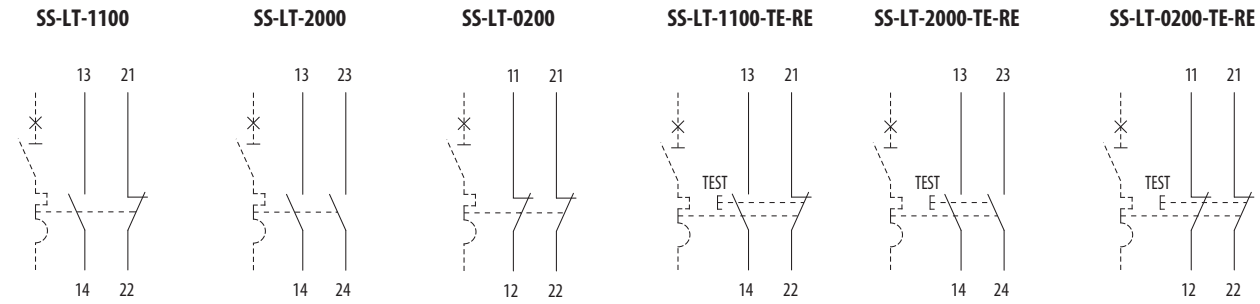 SS-LT-1100 SS-LT-2000 SS-LT-0200 SS-LT-1100-TE-RE SS-LT-2000-TE-RE SS-LT-0200-TE-RE
13 21 13 23 11 21 13 21 13 23 11 21
TEST TEST TEST
14 22 14 24 12 22 14 22 14 24 12 22